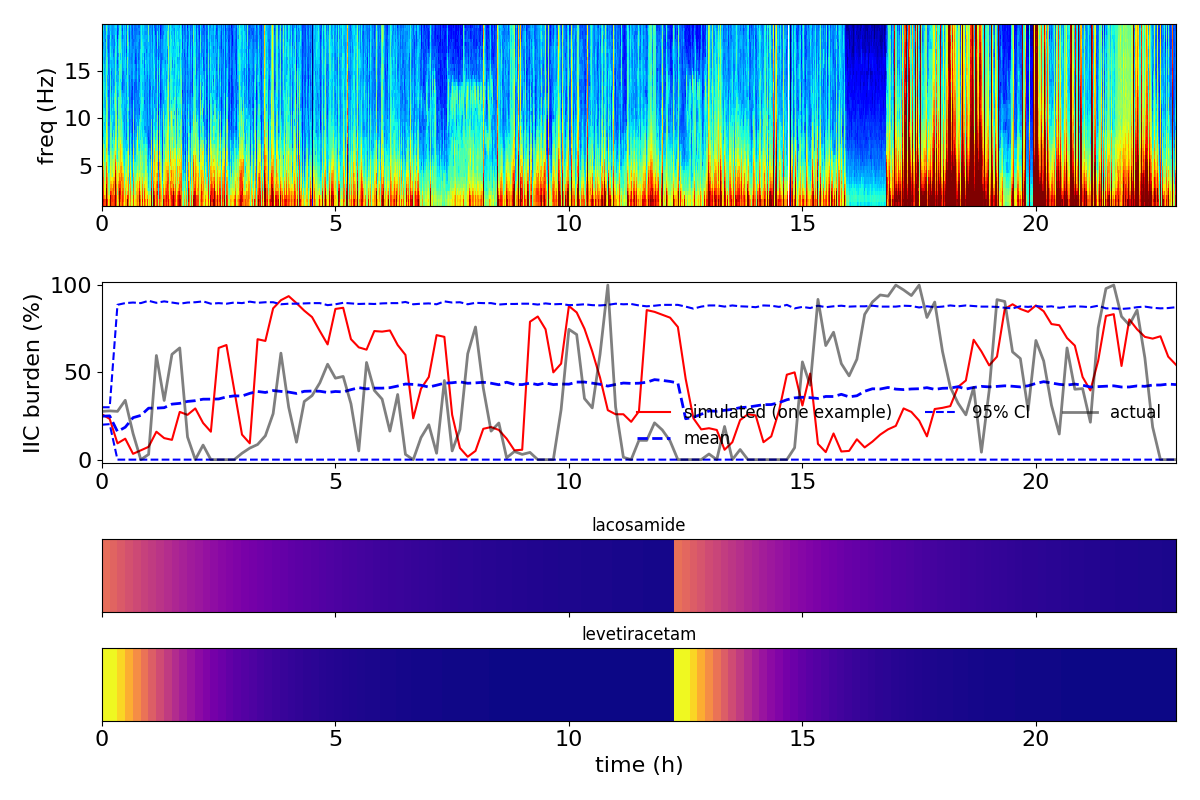 freq (Hz)
15
10
5
0 5 10 15 20
IIC burden (%)
100
50
0
simulated (one example) 95% CI actual
mean
0 5 10 15 20
lacosamide
levetiracetam
0 5 10 15 20
time (h)